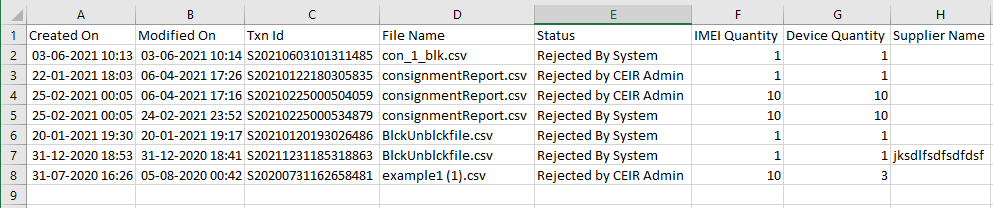 A B C D E F G H
1 Created On Modified On Txn Id File Name Status IMEI Quantity Device Quantity Supplier Name
2 03-06-2021 10:13 03-06-2021 10:14 S20210603101311485 con_1_blk.csv Rejected By System 1 1
3 22-01-2021 18:03 06-04-2021 17:26 S20210122180305835 consignmentReport.csv Rejected by CEIR Admin 1 1
4 25-02-2021 00:05 06-04-2021 17:16 S20210225000504059 consignmentReport.csv Rejected by CEIR Admin 10 10
5 25-02-2021 00:05 24-02-2021 23:52 S20210225000534879 consignmentReport.csv Rejected By System 10 10
6 20-01-2021 19:30 20-01-2021 19:17 S20210120193026486 BlckUnblckfile.csv Rejected By System 1 1
7 31-12-2020 18:53 31-12-2020 18:41 S20211231185318863 BlckUnblckfile.csv Rejected By System 1 1 jksdlfsdfsdfdsf
8 31-07-2020 16:26 05-08-2020 00:42 S20200731162658481 example1 (1).csv Rejected by CEIR Admin 10 3
9